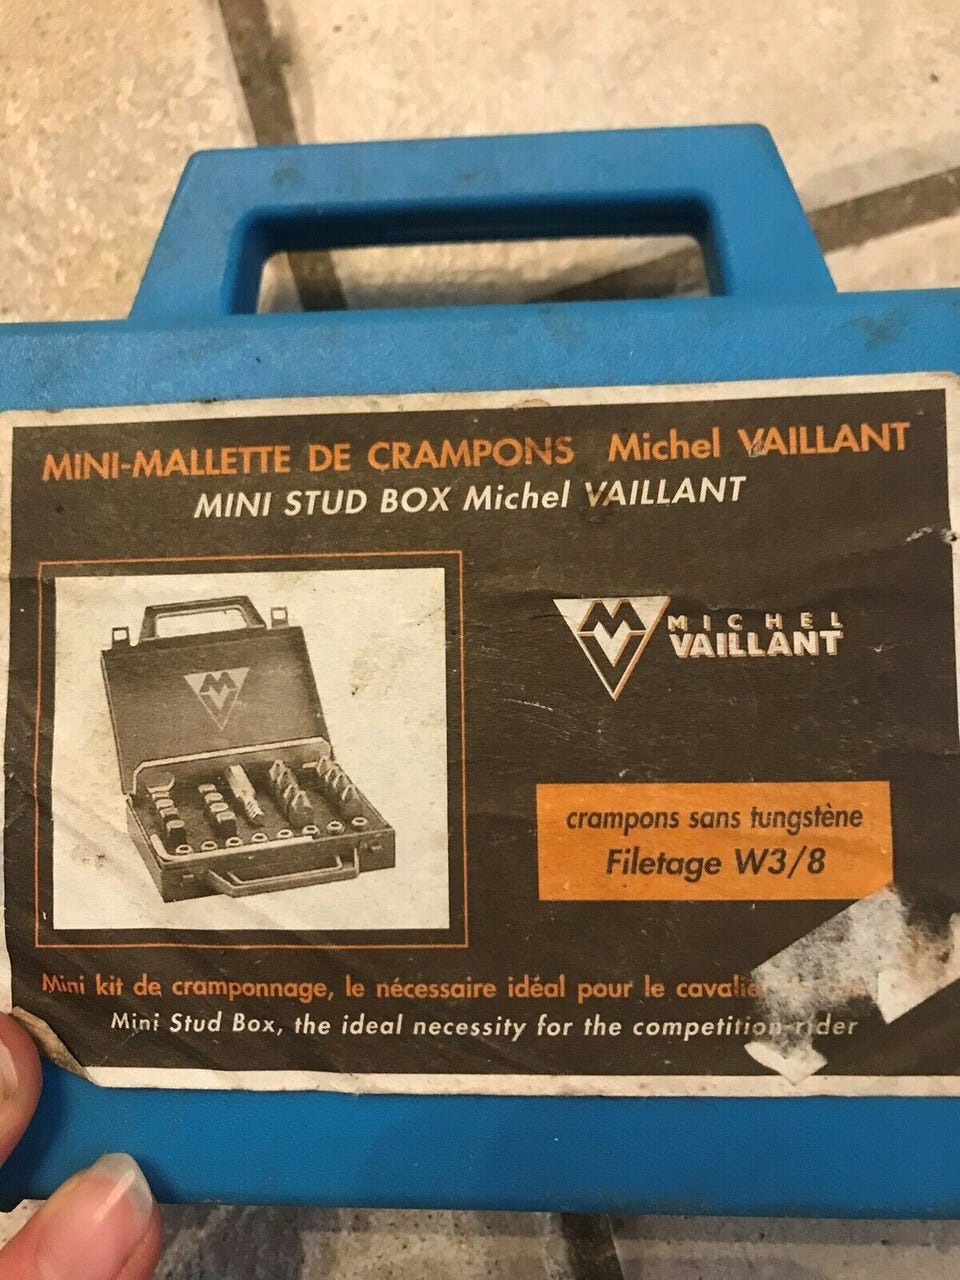 MINI-MALLETTE DE CRAMPONS Michel VAILLANT
MINI STUD BOX Michel VAILLANT
MICHEL
VAILLANT
crampons sans tungstène
Filetage W3/8
Mini kit de cramponnage, le nécessaire idéal pour le
Mini Stud Box, the ideal necessity for the competition rider